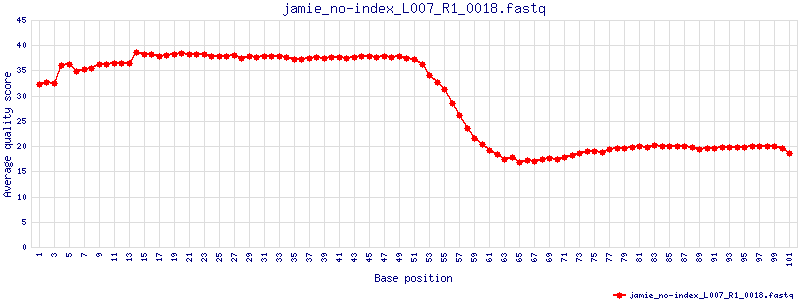 jamie_no-index_L007_R1_0018.fastq
Average quality score
45
40
35
30
25
20
15
10
5
0
1 3 5 7 9 11 13 15 17 19 21 23 25 27 29 31 33 35 37 39 41 43 45 47 49 51 53 55 57 59 61 63 65 67 69 71 73 75 77 79 81 83 85 87 89 91 93 95 97 99 101
Base position
jamie_no-index_L007_R1_0018.fastq